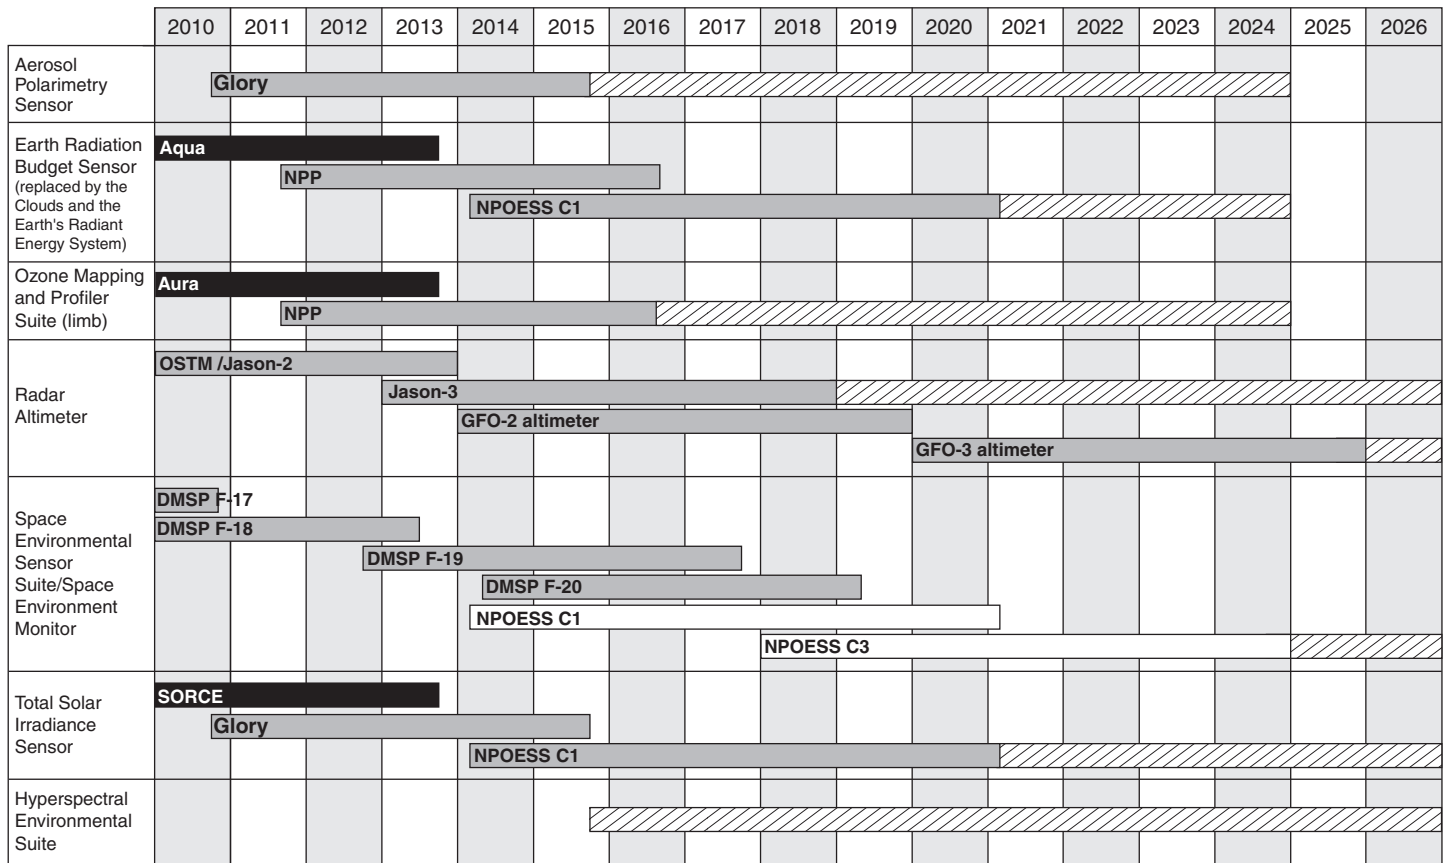 2010 2011 2012 2013 2014 2015 2016 2017 2018 2019 2020 2021 2022 2023 2024 2025 2026
Aerosol
Polarimetry
Sensor
Glory
Earth Radiation
Budget Sensor
(replaced by the
Clouds and the
Earth's Radiant
Energy System)
Aqua
NPP
NPOESS C1
Ozone Mapping
and Profiler
Suite (limb)
Aura
NPP
Radar
Altimeter
OSTM /Jason-2
Jason-3
GFO-2 altimeter
GFO-3 altimeter
Space
Environmental
Sensor
Suite/Space
Environment
Monitor
DMSP F-17
DMSP F-18
DMSP F-19
DMSP F-20
NPOESS C1
NPOESS C3
Total Solar
Irradiance
Sensor
SORCE
Glory
NPOESS C1
Hyperspectral
Environmental
Suite